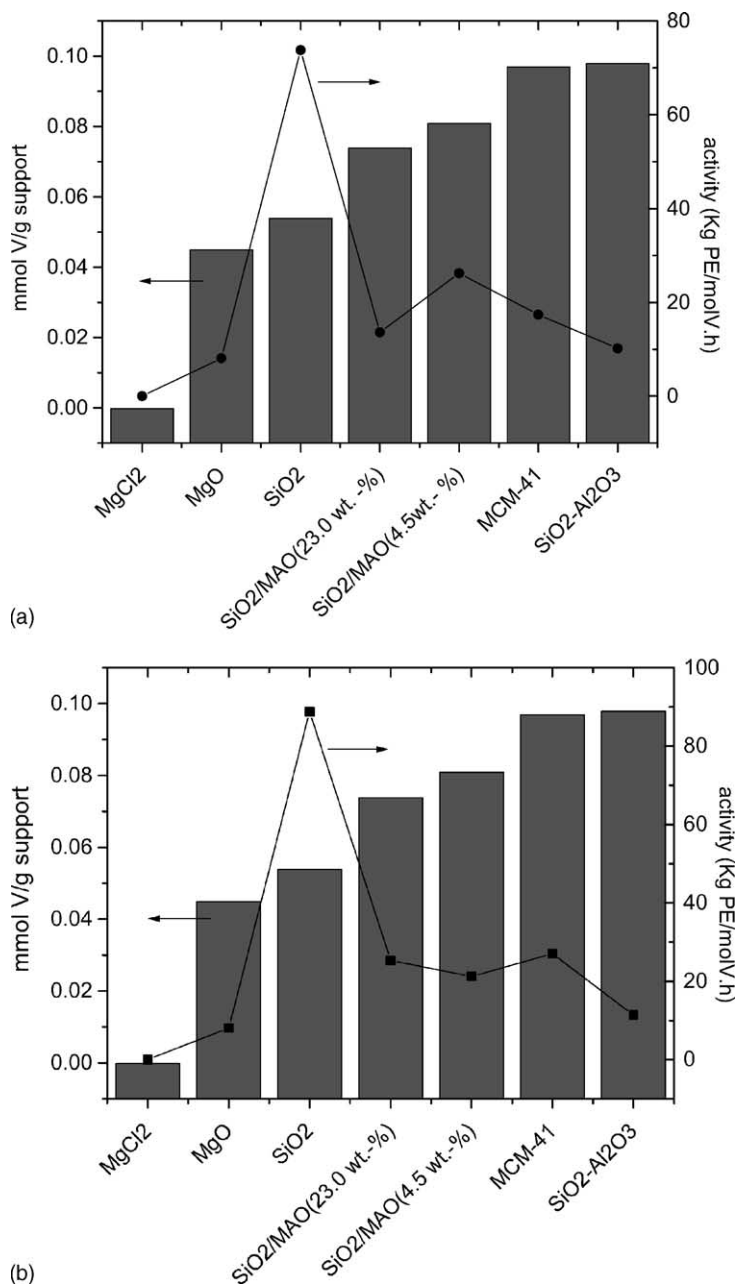 80
0.10
70
60
0.08
0.06
40
0.04
20
0.02
0
0.00
mmol V/g support
activity (Kg PE/molV.h)
MgCl2
MgO
SiO2
SiO2/MAO(23.0 wt. -%)
SiO2/MAO(4.5wt.- %)
MCM-41
SiO2-Al2O3
(a)
100
0.10
80
0.08
60
0.06
40
0.04
20
0.02
0
0.00
mmol V/g support
activity (Kg PE/molV.h)
MgCl2
MgO
SiO2
SiO2/MAO(23.0 wt.-%)
SiO2/MAO(4.5 wt.-%)
MCM-41
SiO2-Al2O3
(b)